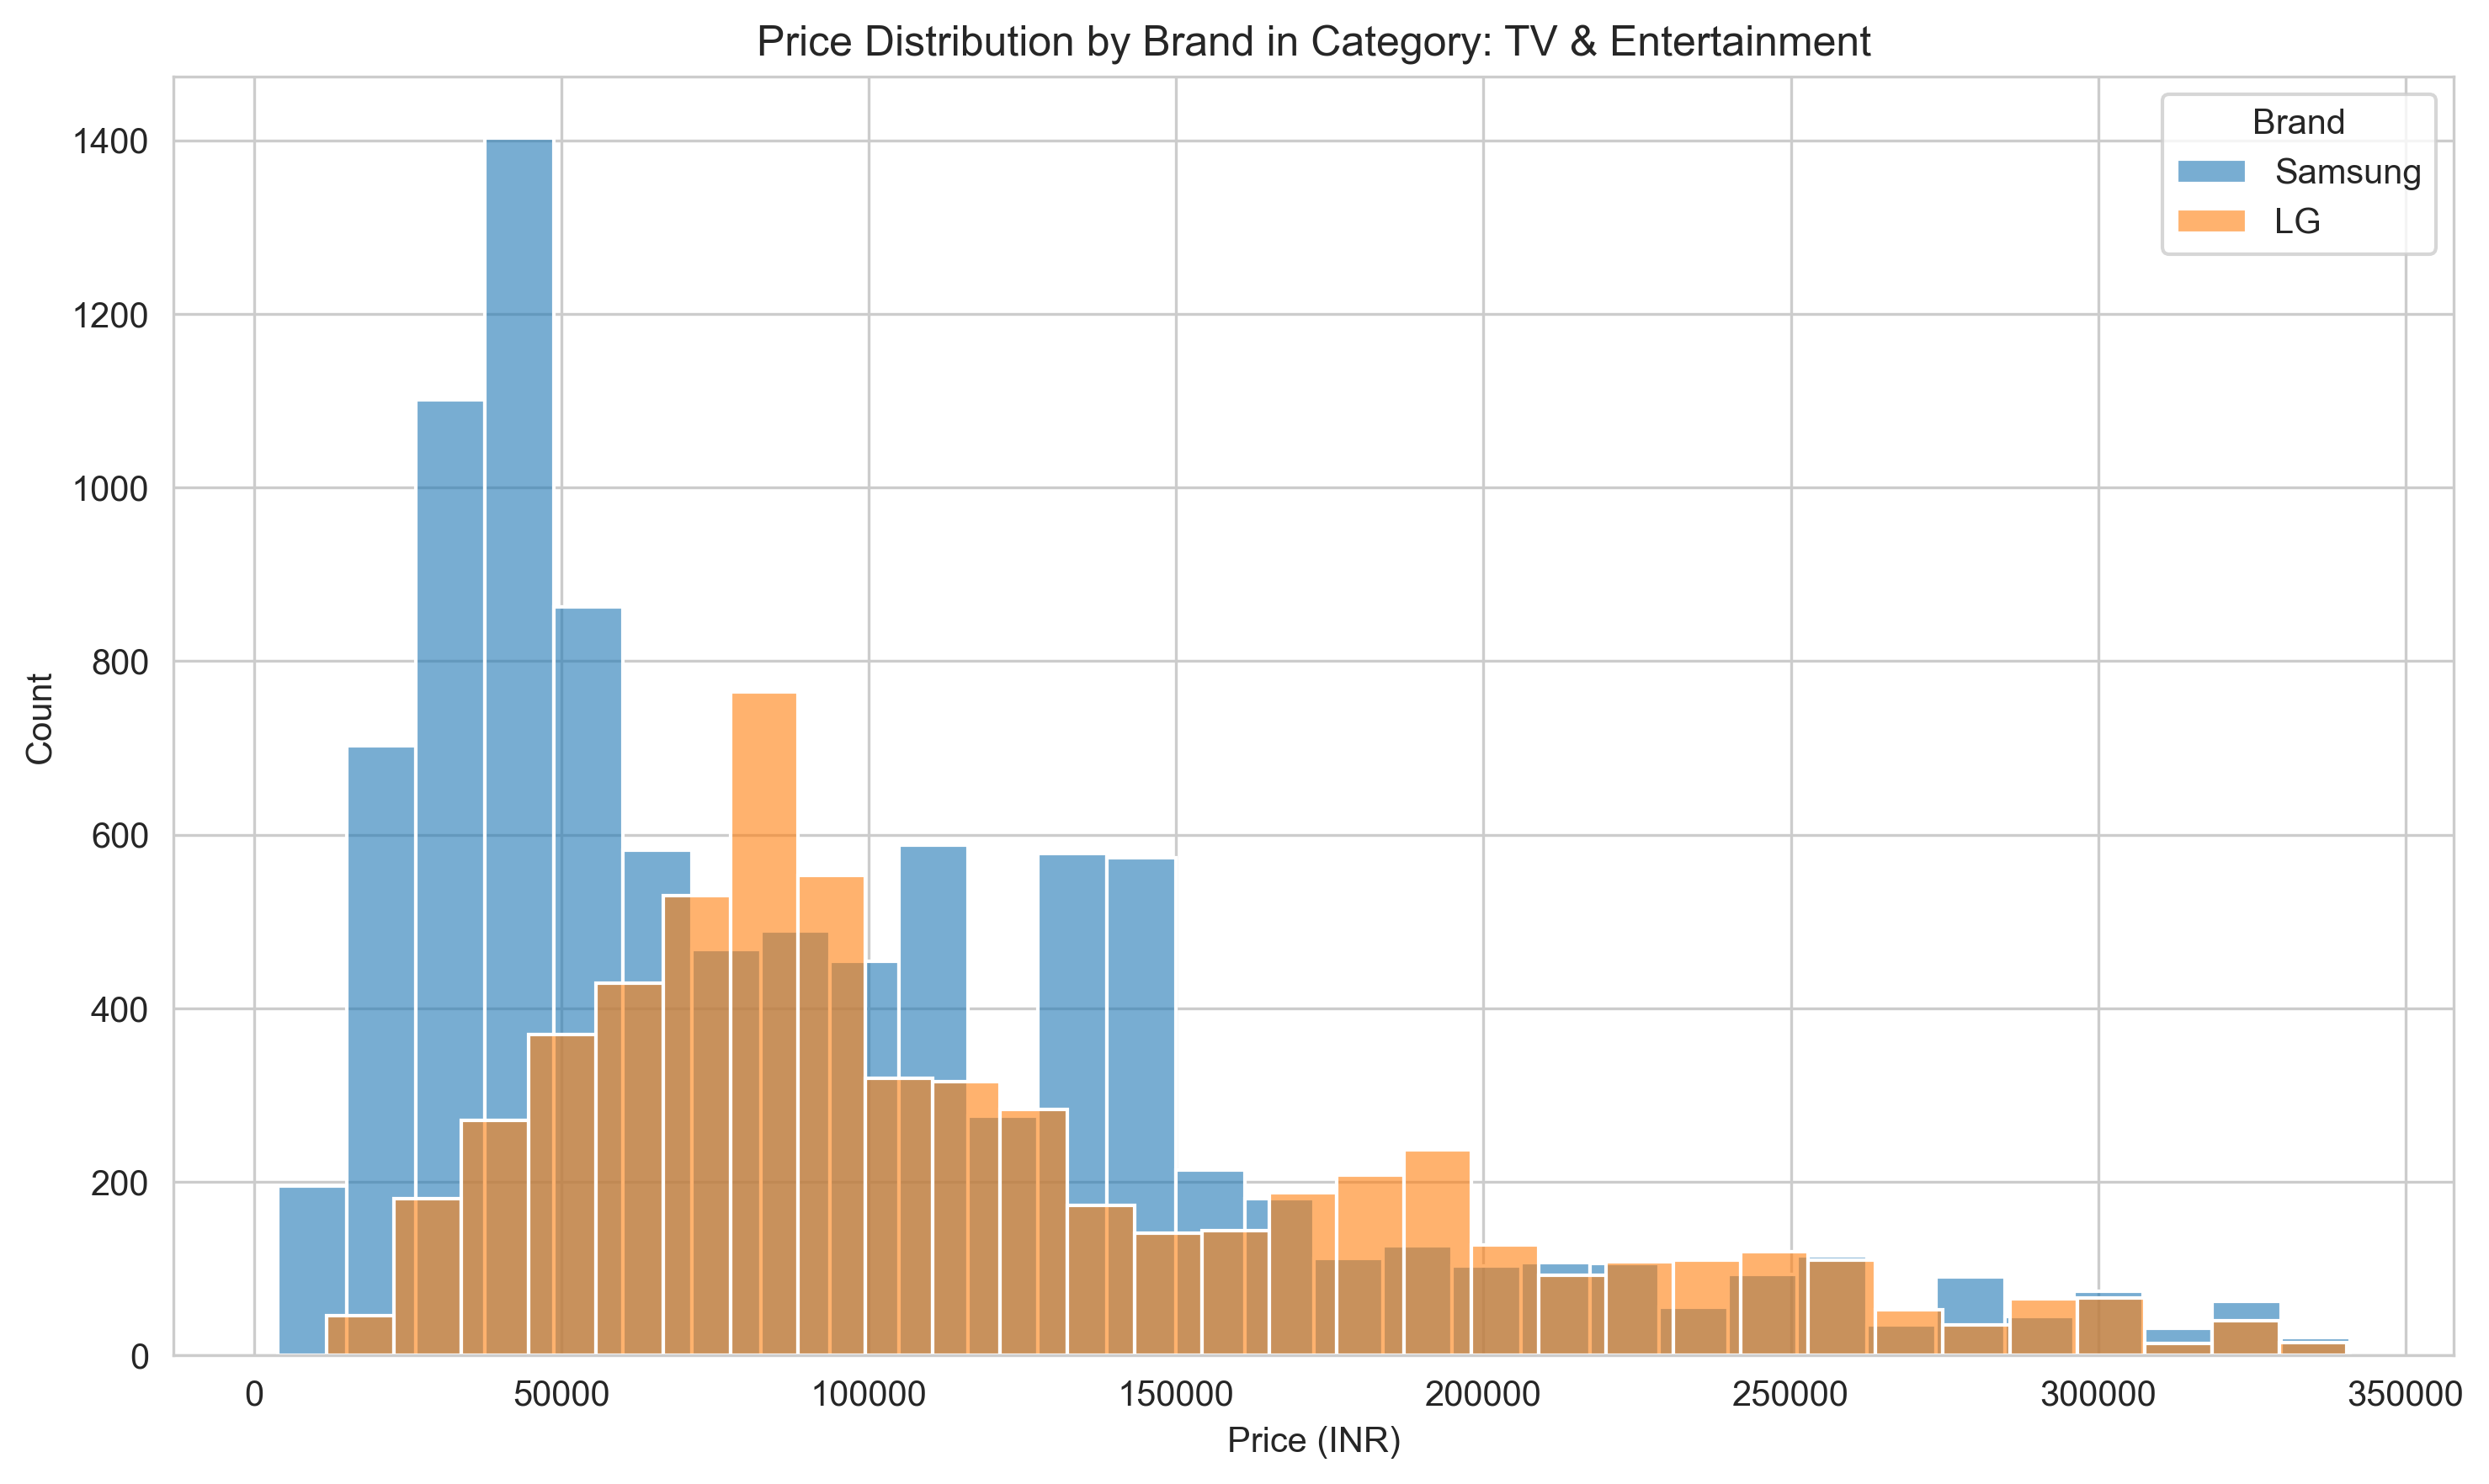 Price Distribution by Brand in Category: TV & Entertainment
Brand
Samsung
LG
Count
1400
1200
1000
800
600
400
200
0
0 50000 100000 150000 200000 250000 300000 350000
Price (INR)